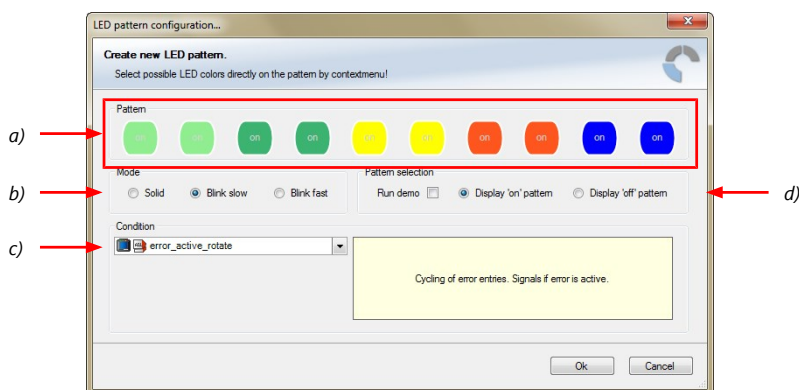 LED pattern configuration...
Create new LED pattern.
Select possible LED colors directly on the pattern by contextmenu!
Pattern
a)
on on on on on on on on on on
Mode
Pattern selection
b)
Solid Blink slow Blink fast
Run demo Display 'on' pattern Display 'off' pattern
d)
Condition
c)
error_active_rotate
Cycling of error entries. Signals if error is active.
Ok Cancel